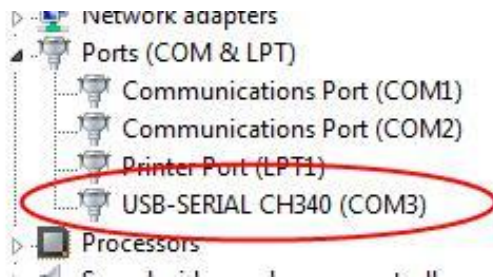 Network adapters
Ports (COM & LPT)
Communications Port (COM1)
Communications Port (COM2)
Printer Port (LPT1)
USB-SERIAL CH340 (COM3)
Processors